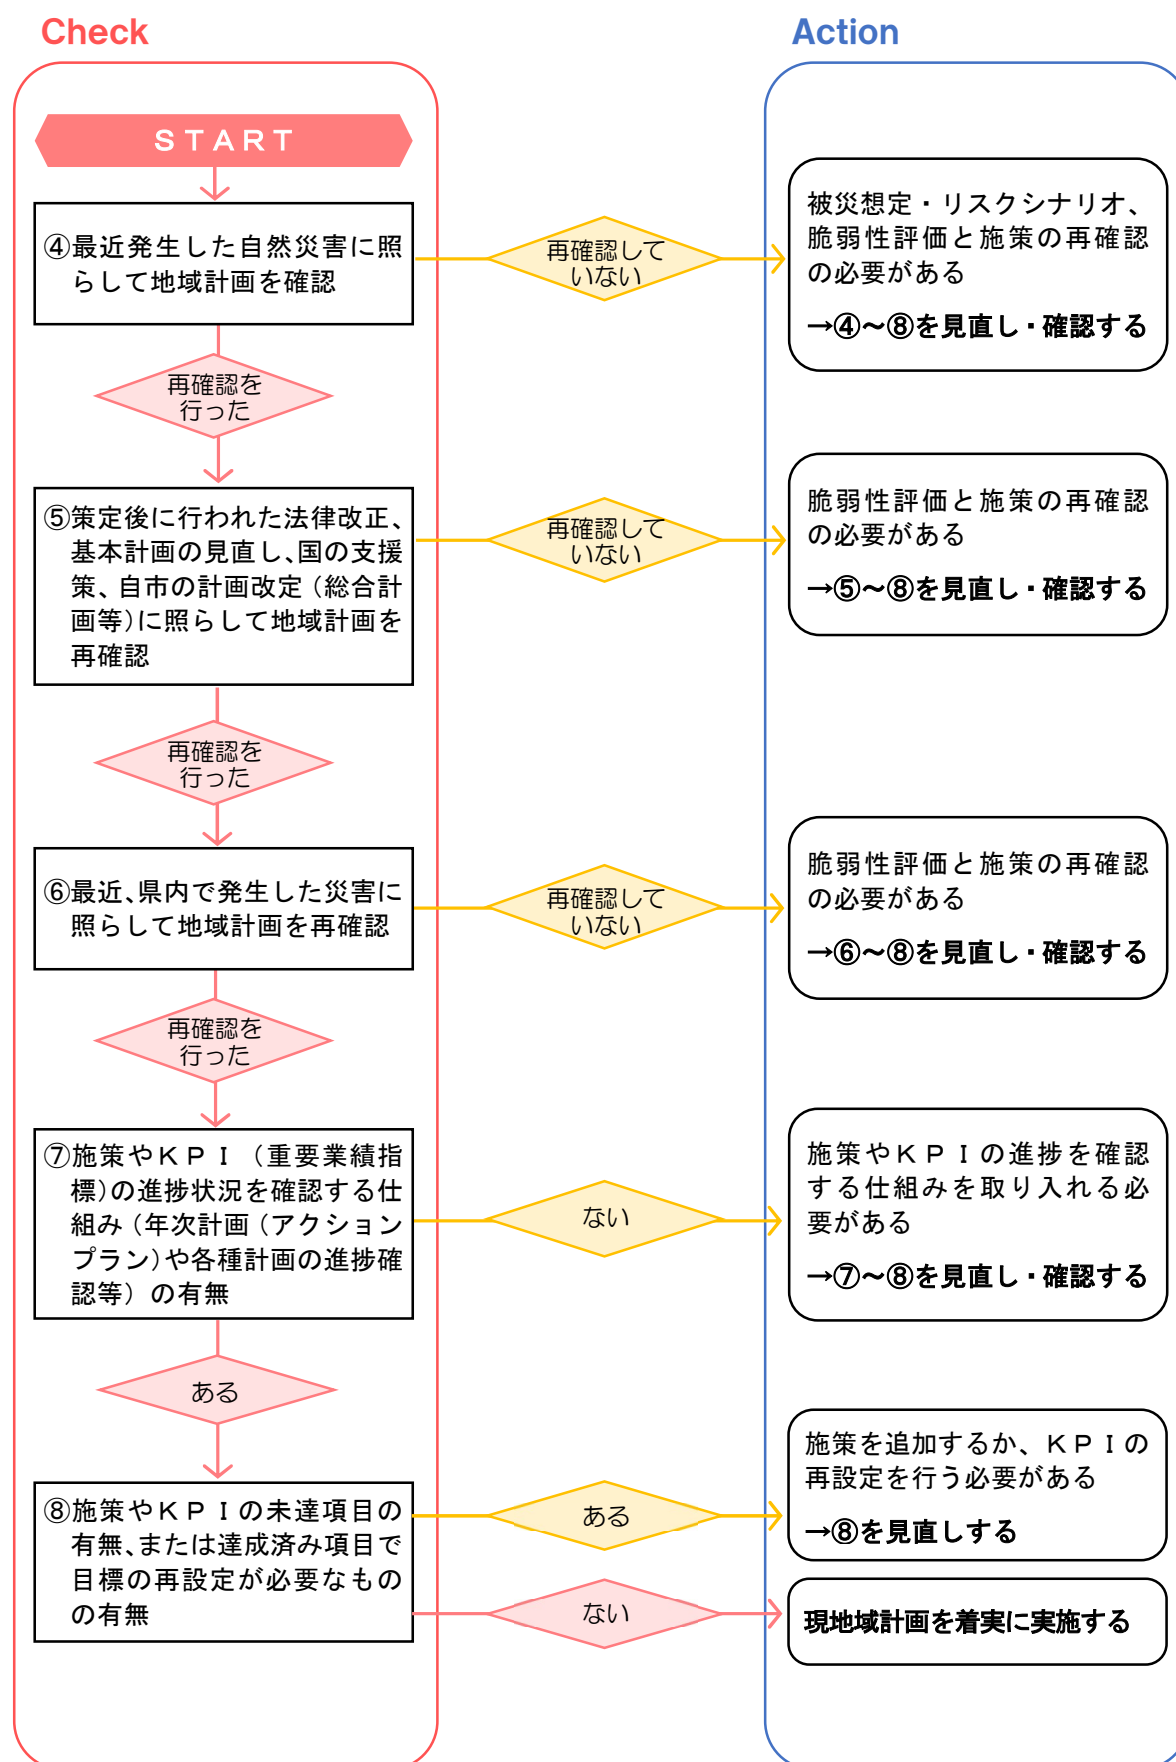 Check
Action
START
④最近発生した自然災害に照
らして地域計画を確認
再確認して
いない
被災想定・リスクシナリオ、
脆弱性評価と施策の再確認
の必要がある
→④～⑧を見直し・確認する
再確認を
行った
⑤策定後に行われた法律改正、
基本計画の見直し、国の支援
策、自市の計画改定（総合計
画等）に照らして地域計画を
再確認
再確認して
いない
脆弱性評価と施策の再確認
の必要がある
→⑤～⑧を見直し・確認する
再確認を
行った
⑥最近、県内で発生した災害に
照らして地域計画を再確認
再確認して
いない
脆弱性評価と施策の再確認
の必要がある
→⑥～⑧を見直し・確認する
再確認を
行った
⑦施策やＫＰＩ（重要業績指
標）の進捗状況を確認する仕
組み（年次計画（アクション
プラン）や各種計画の進捗確
認等）の有無
ない
施策やＫＰＩの進捗を確認
する仕組みを取り入れる必
要がある
→⑦～⑧を見直し・確認する
ある
⑧施策やＫＰＩの未達項目の
有無、または達成済み項目で
目標の再設定が必要なもの
の有無
ある
施策を追加するか、ＫＰＩの
再設定を行う必要がある
→⑧を見直しする
ない
現地域計画を着実に実施する